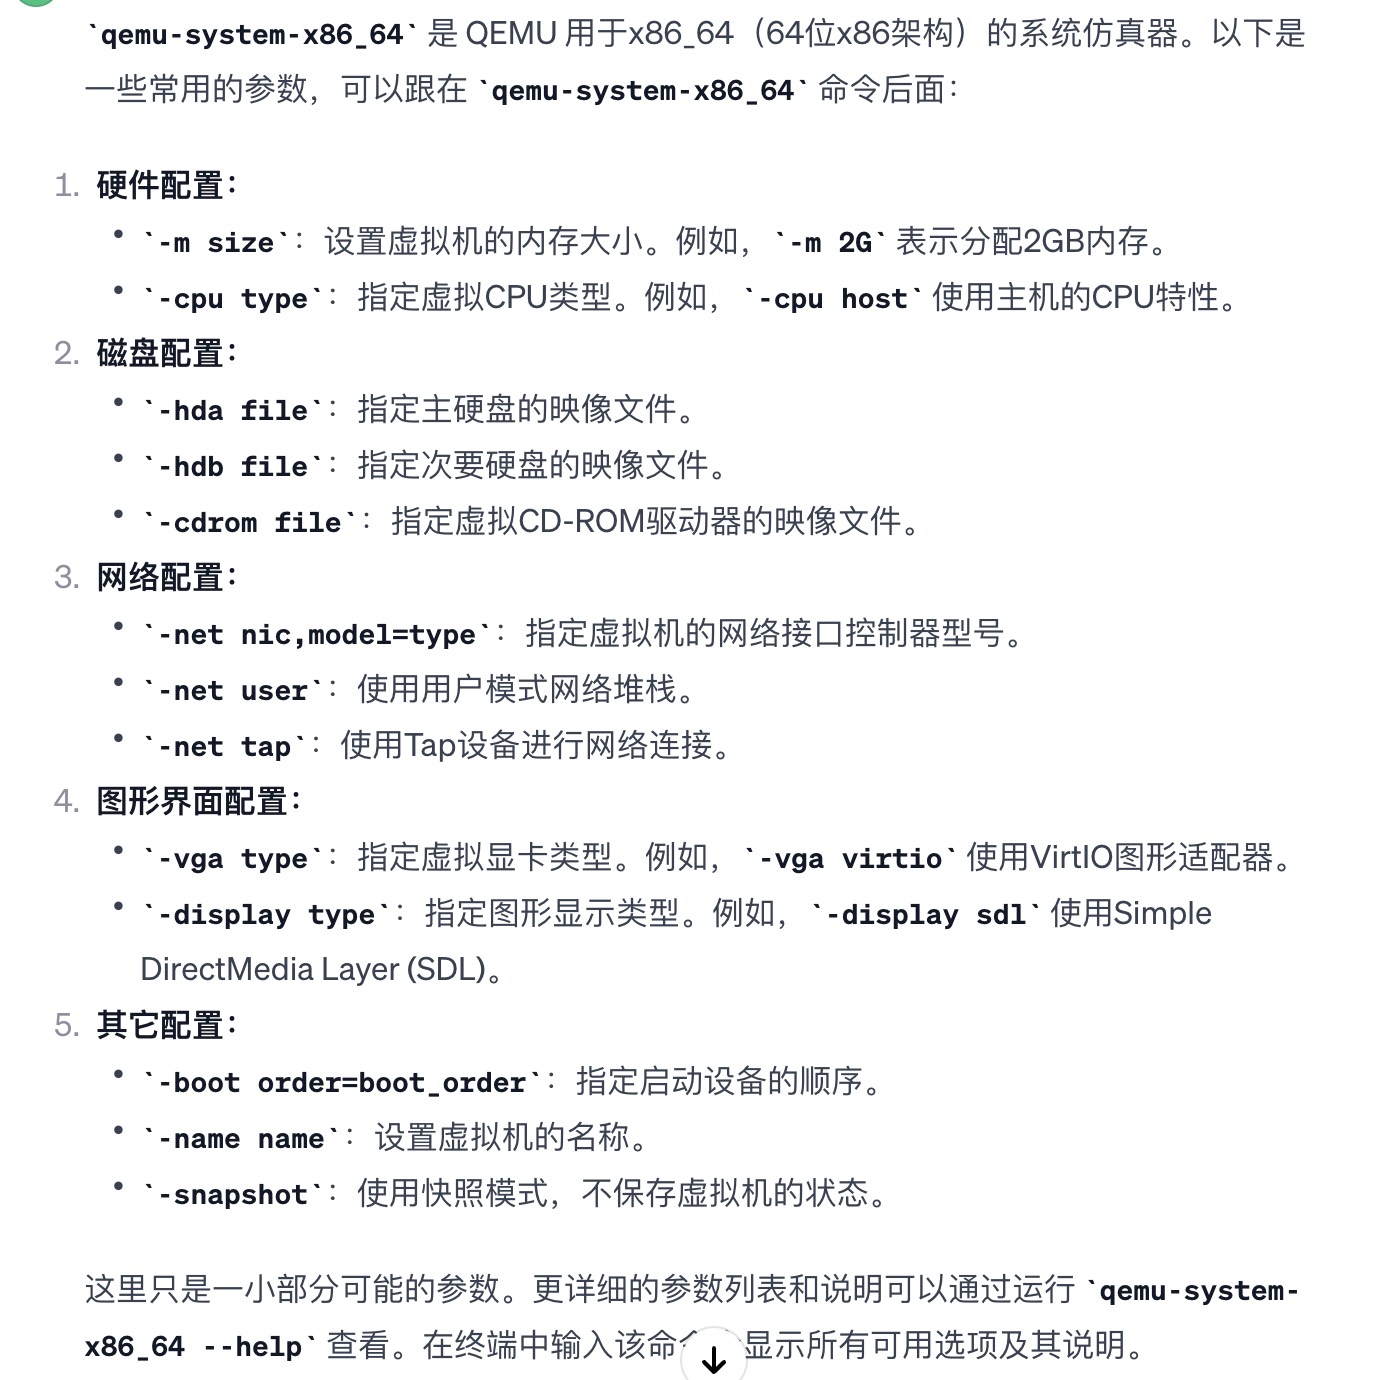 `qemu-system-x86_64` 是 QEMU 用于x86_64（64位x86架构）的系统仿真器。以下是
一些常用的参数，可以跟在 `qemu-system-x86_64` 命令后面：
1. 硬件配置：
• `-m size`：设置虚拟机的内存大小。例如，`-m 2G` 表示分配2GB内存。
• `-cpu type`：指定虚拟CPU类型。例如，`-cpu host` 使用主机的CPU特性。
2. 磁盘配置：
• `-hda file`：指定主硬盘的映像文件。
• `-hdb file`：指定次要硬盘的映像文件。
• `-cdrom file`：指定虚拟CD-ROM驱动器的映像文件。
3. 网络配置：
• `-net nic,model=type`：指定虚拟机的网络接口控制器型号。
• `-net user`：使用用户模式网络堆栈。
• `-net tap`：使用Tap设备进行网络连接。
4. 图形界面配置：
• `-vga type`：指定虚拟显卡类型。例如，`-vga virtio` 使用VirtIO图形适配器。
• `-display type`：指定图形显示类型。例如，`-display sdl` 使用Simple
DirectMedia Layer (SDL)。
5. 其它配置：
• `-boot order=boot_order`：指定启动设备的顺序。
• `-name name`：设置虚拟机的名称。
• `-snapshot`：使用快照模式，不保存虚拟机的状态。
这里只是一小部分可能的参数。更详细的参数列表和说明可以通过运行 `qemu-system-
x86_64 --help` 查看。在终端中输入该命 显示所有可用选项及其说明。